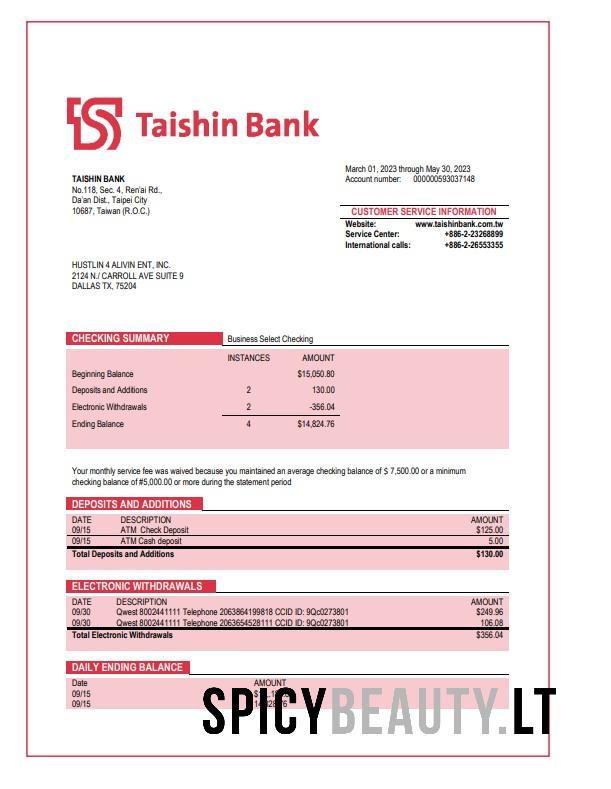 Taishin Bank
March 01, 2023 through May 30, 2023
Account number: 000000593037148
TAISHIN BANK
No.118, Sec. 4, Ren'ai Rd.,
Da'an Dist., Taipei City
10687, Taiwan (R.O.C.)
CUSTOMER SERVICE INFORMATION
Website: www.taishinbank.com.tw
Service Center: +886-2-23268899
International calls: +886-2-26553355
HUSTLIN 4 ALIVIN ENT, INC.
2124 N./ CARROLL AVE SUITE 9
DALLAS TX, 75204
CHECKING SUMMARY Business Select Checking
INSTANCES AMOUNT
Beginning Balance $15,050.80
Deposits and Additions 2 130.00
Electronic Withdrawals 2 -356.04
Ending Balance 4 $14,824.76
Your monthly service fee was waived because you maintained an average checking balance of $ 7,500.00 or a minimum
checking balance of #5,000.00 or more during the statement period
DEPOSITS AND ADDITIONS
DATE DESCRIPTION AMOUNT
09/15 ATM Check Deposit $125.00
09/15 ATM Cash deposit 5.00
Total Deposits and Additions $130.00
ELECTRONIC WITHDRAWALS
DATE DESCRIPTION AMOUNT
09/30 Qwest 8002441111 Telephone 2063864199818 CCID ID: 9Qc0273801 $249.96
09/30 Qwest 8002441111 Telephone 2063654528111 CCID ID: 9Qc0273801 106.08
Total Electronic Withdrawals $356.04
DAILY ENDING BALANCE
Date AMOUNT
09/15
09/15
SPICYBEAUTY.LT